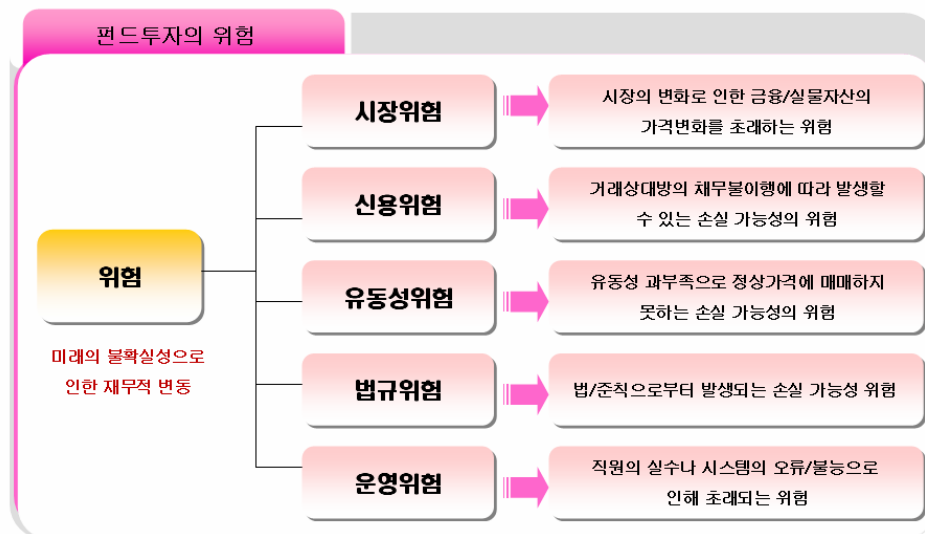 펀드투자의 위험
시장위험
시장의 변화로 인한 금융/실물자산의
가격변화를 초래하는 위험
신용위험
거래상대방의 채무불이행에 따라 발생할
수 있는 손실 가능성의 위험
위험
미래의 불확실성으로
인한 재무적 변동
유동성위험
유동성 과부족으로 정상가격에 매매하지
못하는 손실 가능성의 위험
법규위험
법/준칙으로부터 발생되는 손실 가능성 위험
운영위험
직원의 실수나 시스템의 오류/불능으로
인해 초래되는 위험